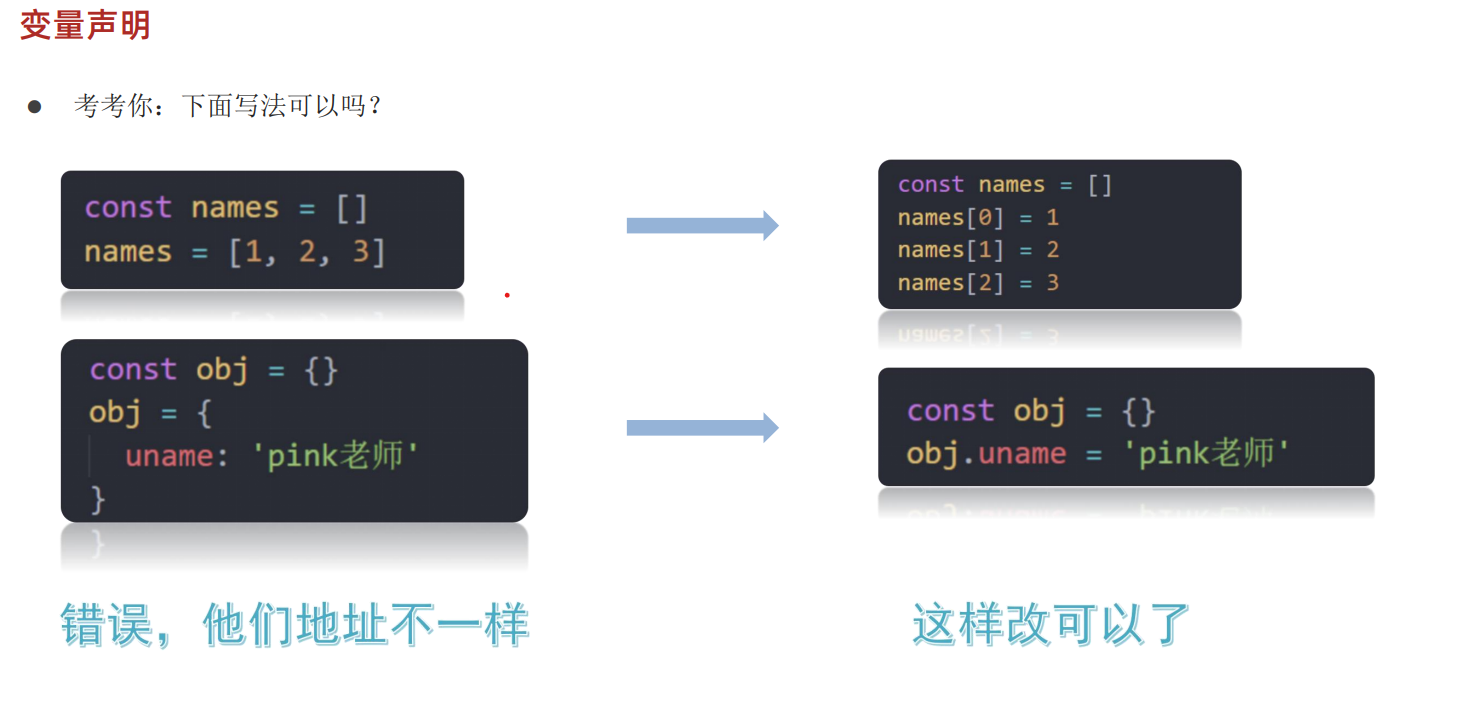 变量声明
● 考考你：下面写法可以吗？
const names = []
names = [1, 2, 3]
const names = []
names[0] = 1
names[1] = 2
names[2] = 3
const obj = {}
obj = {
  uname: 'pink老师'
}
const obj = {}
obj.uname = 'pink老师'
错误，他们地址不一样
这样改可以了